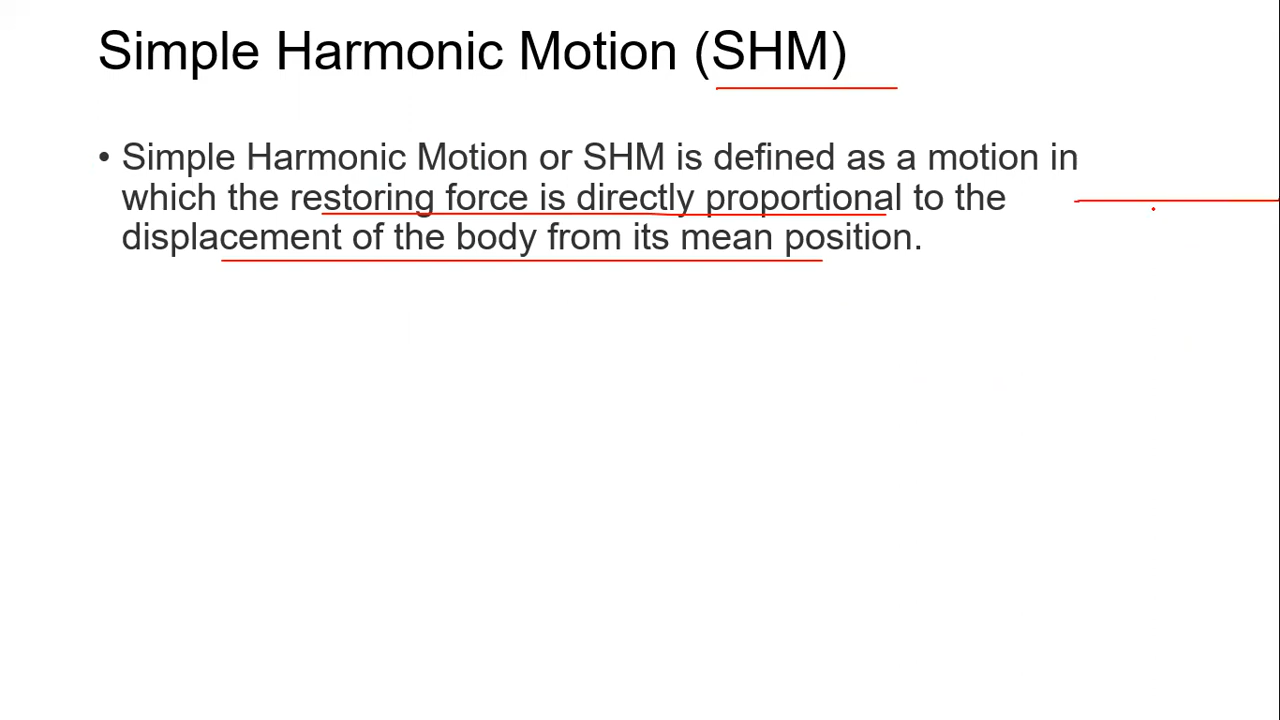 Simple Harmonic Motion (SHM)
• Simple Harmonic Motion or SHM is defined as a motion in
which the restoring force is directly proportional to the
displacement of the body from its mean position.